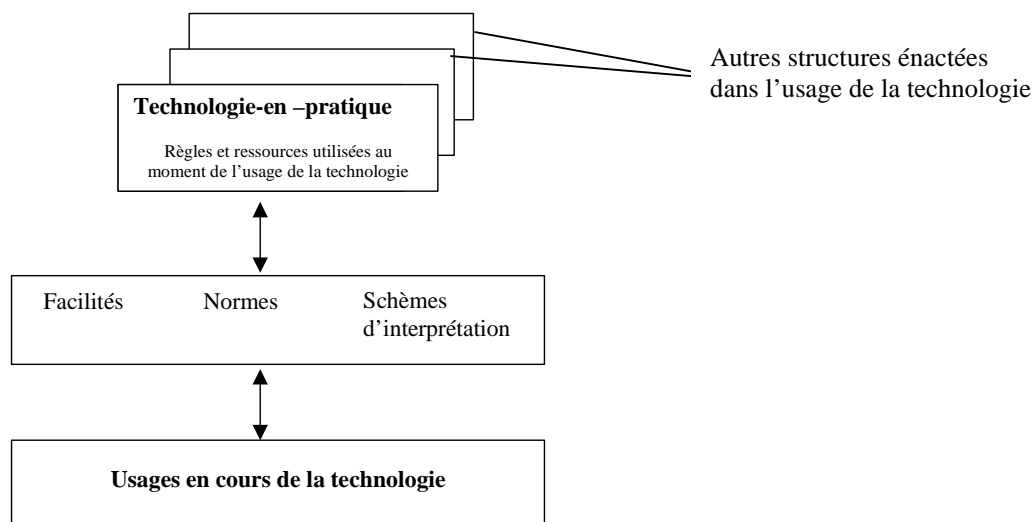 Autres structures énactées
dans l’usage de la technologie
Technologie-en –pratique
Règles et ressources utilisées au
moment de l’usage de la technologie
Facilités
Normes
Schèmes
d’interprétation
Usages en cours de la technologie